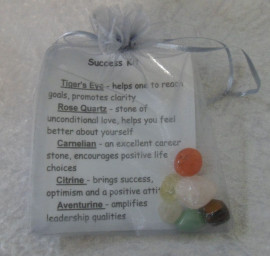 Success
Tiger's Eye - helps one to reach
goals, promotes clarity
Rose Quartz - stone of
unconditional love, helps you feel
better about yourself
Carnelian - an excellent career
stone, encourages positive life
choices
Citrine - brings success,
optimism and a positive
Aventurine - amplifies
leadership qualities